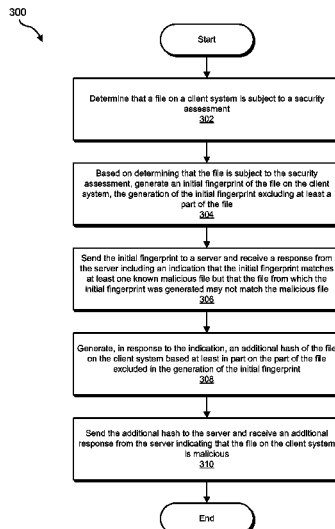 300
Start
Determine that a file on a client system is subject to a security
assessment
302
Based on determining that the file is subject to the security
assessment, generate an initial fingerprint of the file on the client
system, the generation of the initial fingerprint excluding at least a
part of the file
304
Send the initial fingerprint to a server and receive a response from
the server including an indication that the initial fingerprint matches
at least one known malicious file but that the file from which the
initial fingerprint was generated may not match the malicious file
306
Generate, in response to the indication, an additional hash of the file
on the client system based at least in part on the part of the file
excluded in the generation of the initial fingerprint
308
Send the additional hash to the server and receive an additional
response from the server indicating that the file on the client system
is malicious
310
End